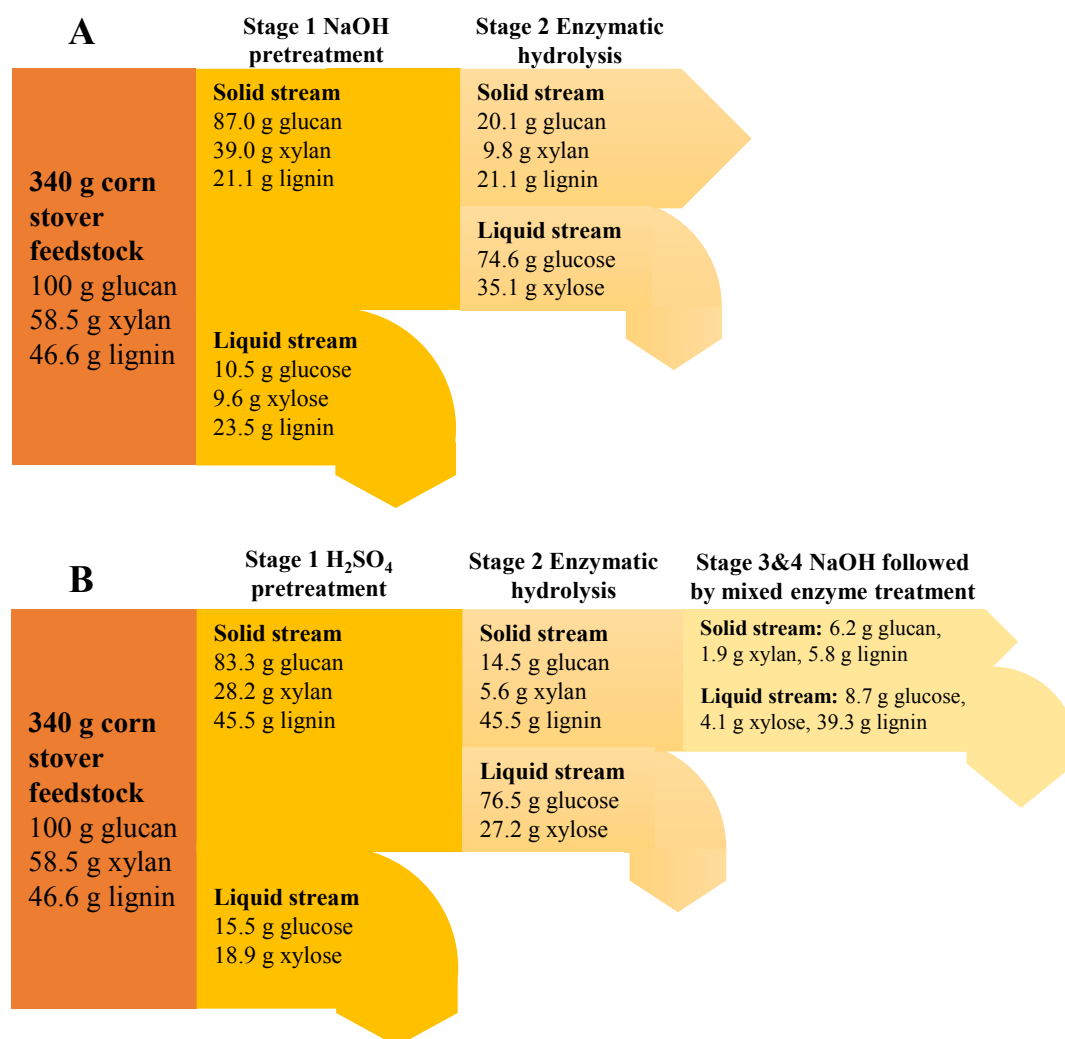 A
Stage 1 NaOH
pretreatment
Stage 2 Enzymatic
hydrolysis
340 g corn
stover
feedstock
100 g glucan
58.5 g xylan
46.6 g lignin
Solid stream
87.0 g glucan
39.0 g xylan
21.1 g lignin
Liquid stream
10.5 g glucose
9.6 g xylose
23.5 g lignin
Solid stream
20.1 g glucan
9.8 g xylan
21.1 g lignin
Liquid stream
74.6 g glucose
35.1 g xylose
B
Stage 1 H₂SO₄
pretreatment
Stage 2 Enzymatic
hydrolysis
Stage 3&4 NaOH followed
by mixed enzyme treatment
340 g corn
stover
feedstock
100 g glucan
58.5 g xylan
46.6 g lignin
Solid stream
83.3 g glucan
28.2 g xylan
45.5 g lignin
Liquid stream
15.5 g glucose
18.9 g xylose
Solid stream
14.5 g glucan
5.6 g xylan
45.5 g lignin
Liquid stream
76.5 g glucose
27.2 g xylose
Solid stream: 6.2 g glucan,
1.9 g xylan, 5.8 g lignin
Liquid stream: 8.7 g glucose,
4.1 g xylose, 39.3 g lignin